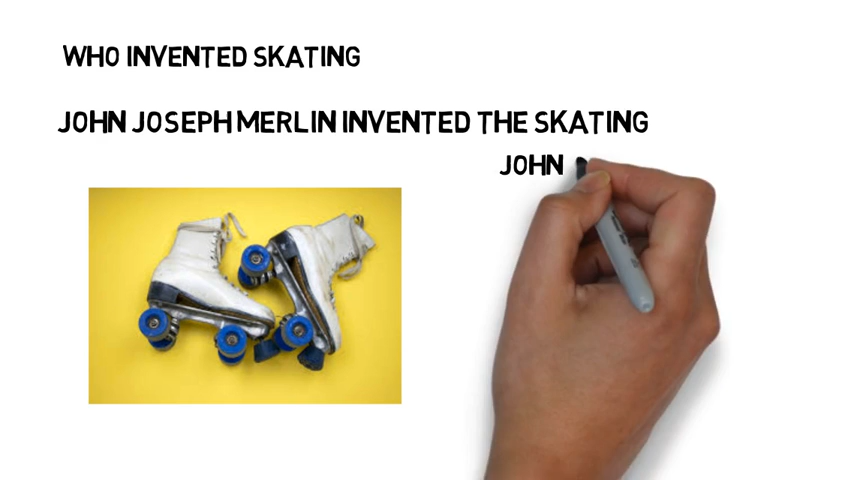 WHO INVENTED SKATING
JOHN JOSEPH MERLIN INVENTED THE SKATING
JOHN